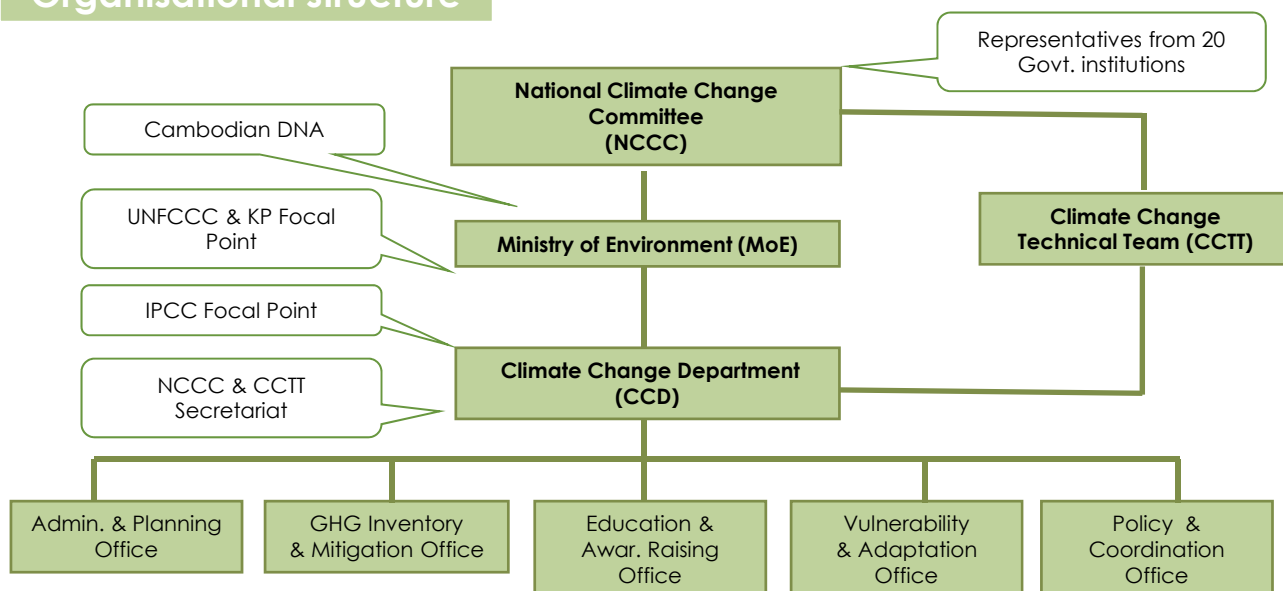 Organisational structure
Representatives from 20
Govt. institutions
National Climate Change
Committee
(NCCC)
Cambodian DNA
UNFCCC & KP Focal
Point
Climate Change
Technical Team (CCTT)
Ministry of Environment (MoE)
IPCC Focal Point
Climate Change Department
(CCD)
NCCC & CCTT
Secretariat
Admin. & Planning
Office
GHG Inventory
& Mitigation Office
Education &
Awar. Raising
Office
Vulnerability
& Adaptation
Office
Policy &
Coordination
Office